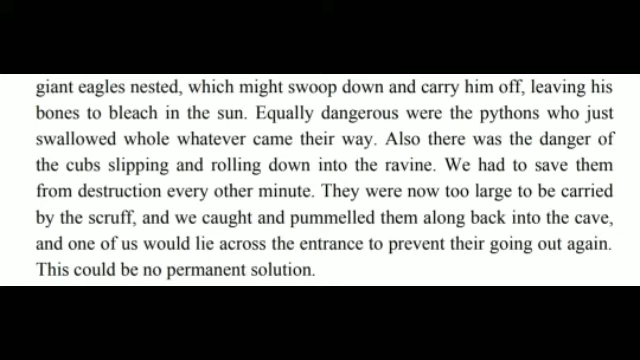 giant eagles nested, which might swoop down and carry him off, leaving his
bones to bleach in the sun. Equally dangerous were the pythons who just
swallowed whole whatever came their way. Also there was the danger of
the cubs slipping and rolling down into the ravine. We had to save them
from destruction every other minute. They were now too large to be carried
by the scruff, and we caught and pummelled them along back into the cave,
and one of us would lie across the entrance to prevent their going out again.
This could be no permanent solution.